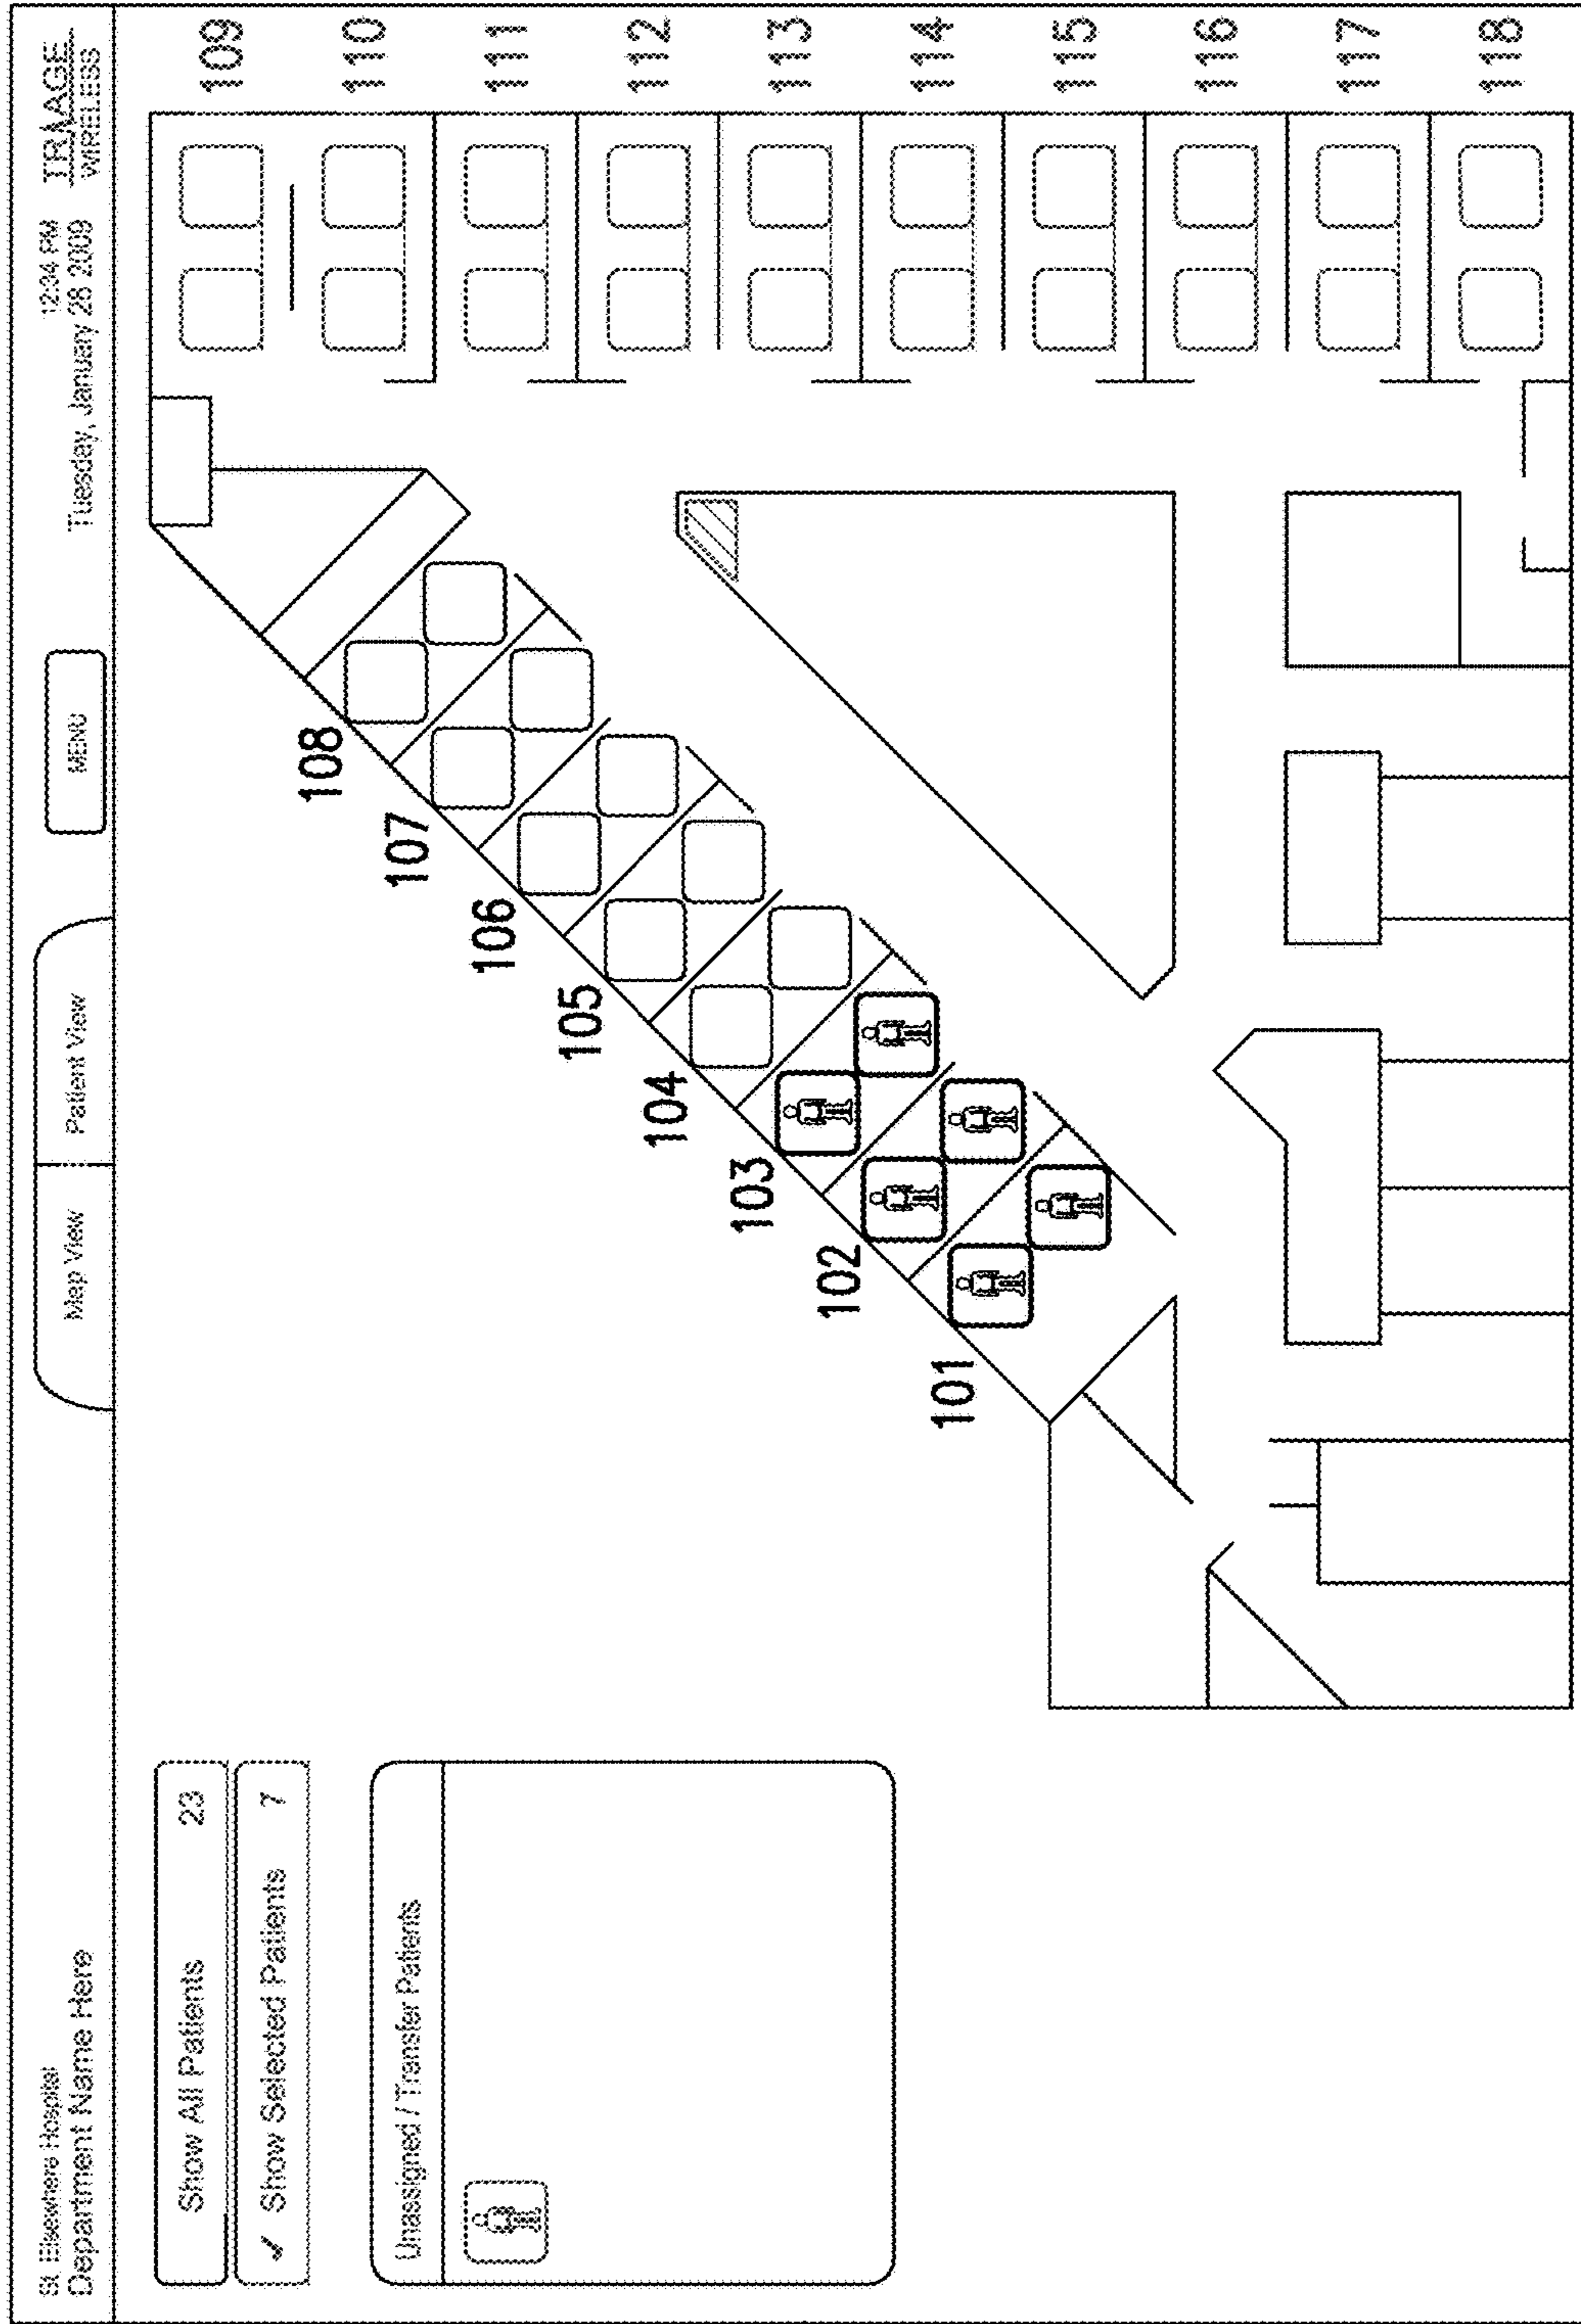 St. Elsewhere Hospital
Department Name Here
Map View
Patient View
MENU
12:34 PM
Tuesday, January 28 2009
TRIAGE
WIRELESS
Show All Patients 23
✓ Show Selected Patients 7
Unassigned / Transfer Patients
101
102
103
104
105
106
107
108
109
110
111
112
113
114
115
116
117
118